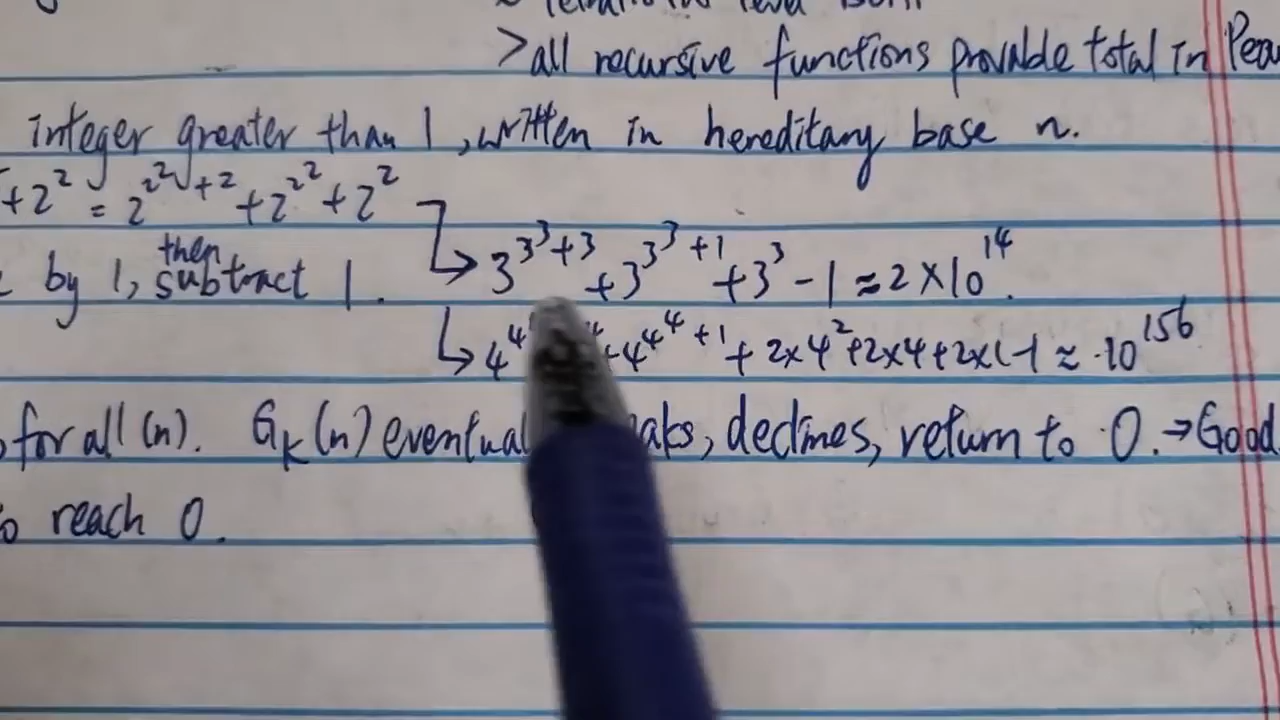 >all recursive functions provable total in Pea
integer greater than 1, written in hereditary base n.
+2^2 = 2^{2^2+2} + 2^{2^2} + 2^2
by 1, then subtract 1.
→ 3^{3^3+3} + 3^{3^3+1} + 3^3 - 1 ≈ 2×10^14.
→ 4^4 4^{4^4+1} + 2×4^2+2×4+2×1-1 ≈ 10^156
for all (n). G_k(n) declines, return to 0. →Good
reach 0.